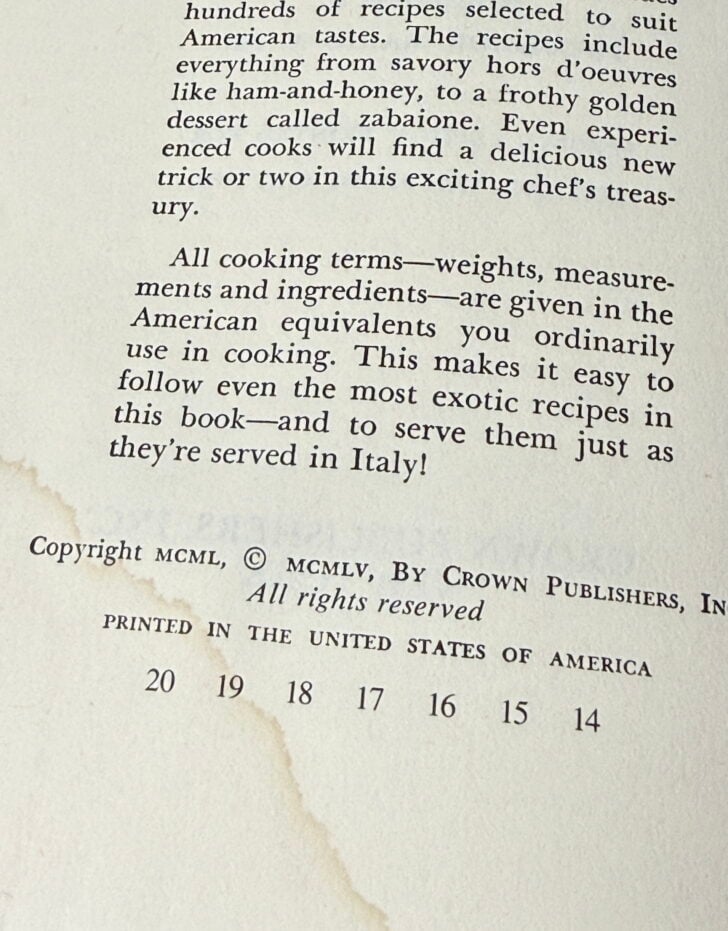 hundreds of recipes selected to suit
American tastes. The recipes include
everything from savory hors d'oeuvres
like ham-and-honey, to a frothy golden
dessert called zabaione. Even experi-
enced cooks will find a delicious new
trick or two in this exciting chef's treas-
ury.
All cooking terms—weights, measure-
ments and ingredients—are given in the
American equivalents you ordinarily
use in cooking. This makes it easy to
follow even the most exotic recipes in
this book—and to serve them just as
they're served in Italy!
Copyright MCML, © MCMLV, By Crown Publishers, In
All rights reserved
PRINTED IN THE UNITED STATES OF AMERICA
20 19 18 17 16 15 14